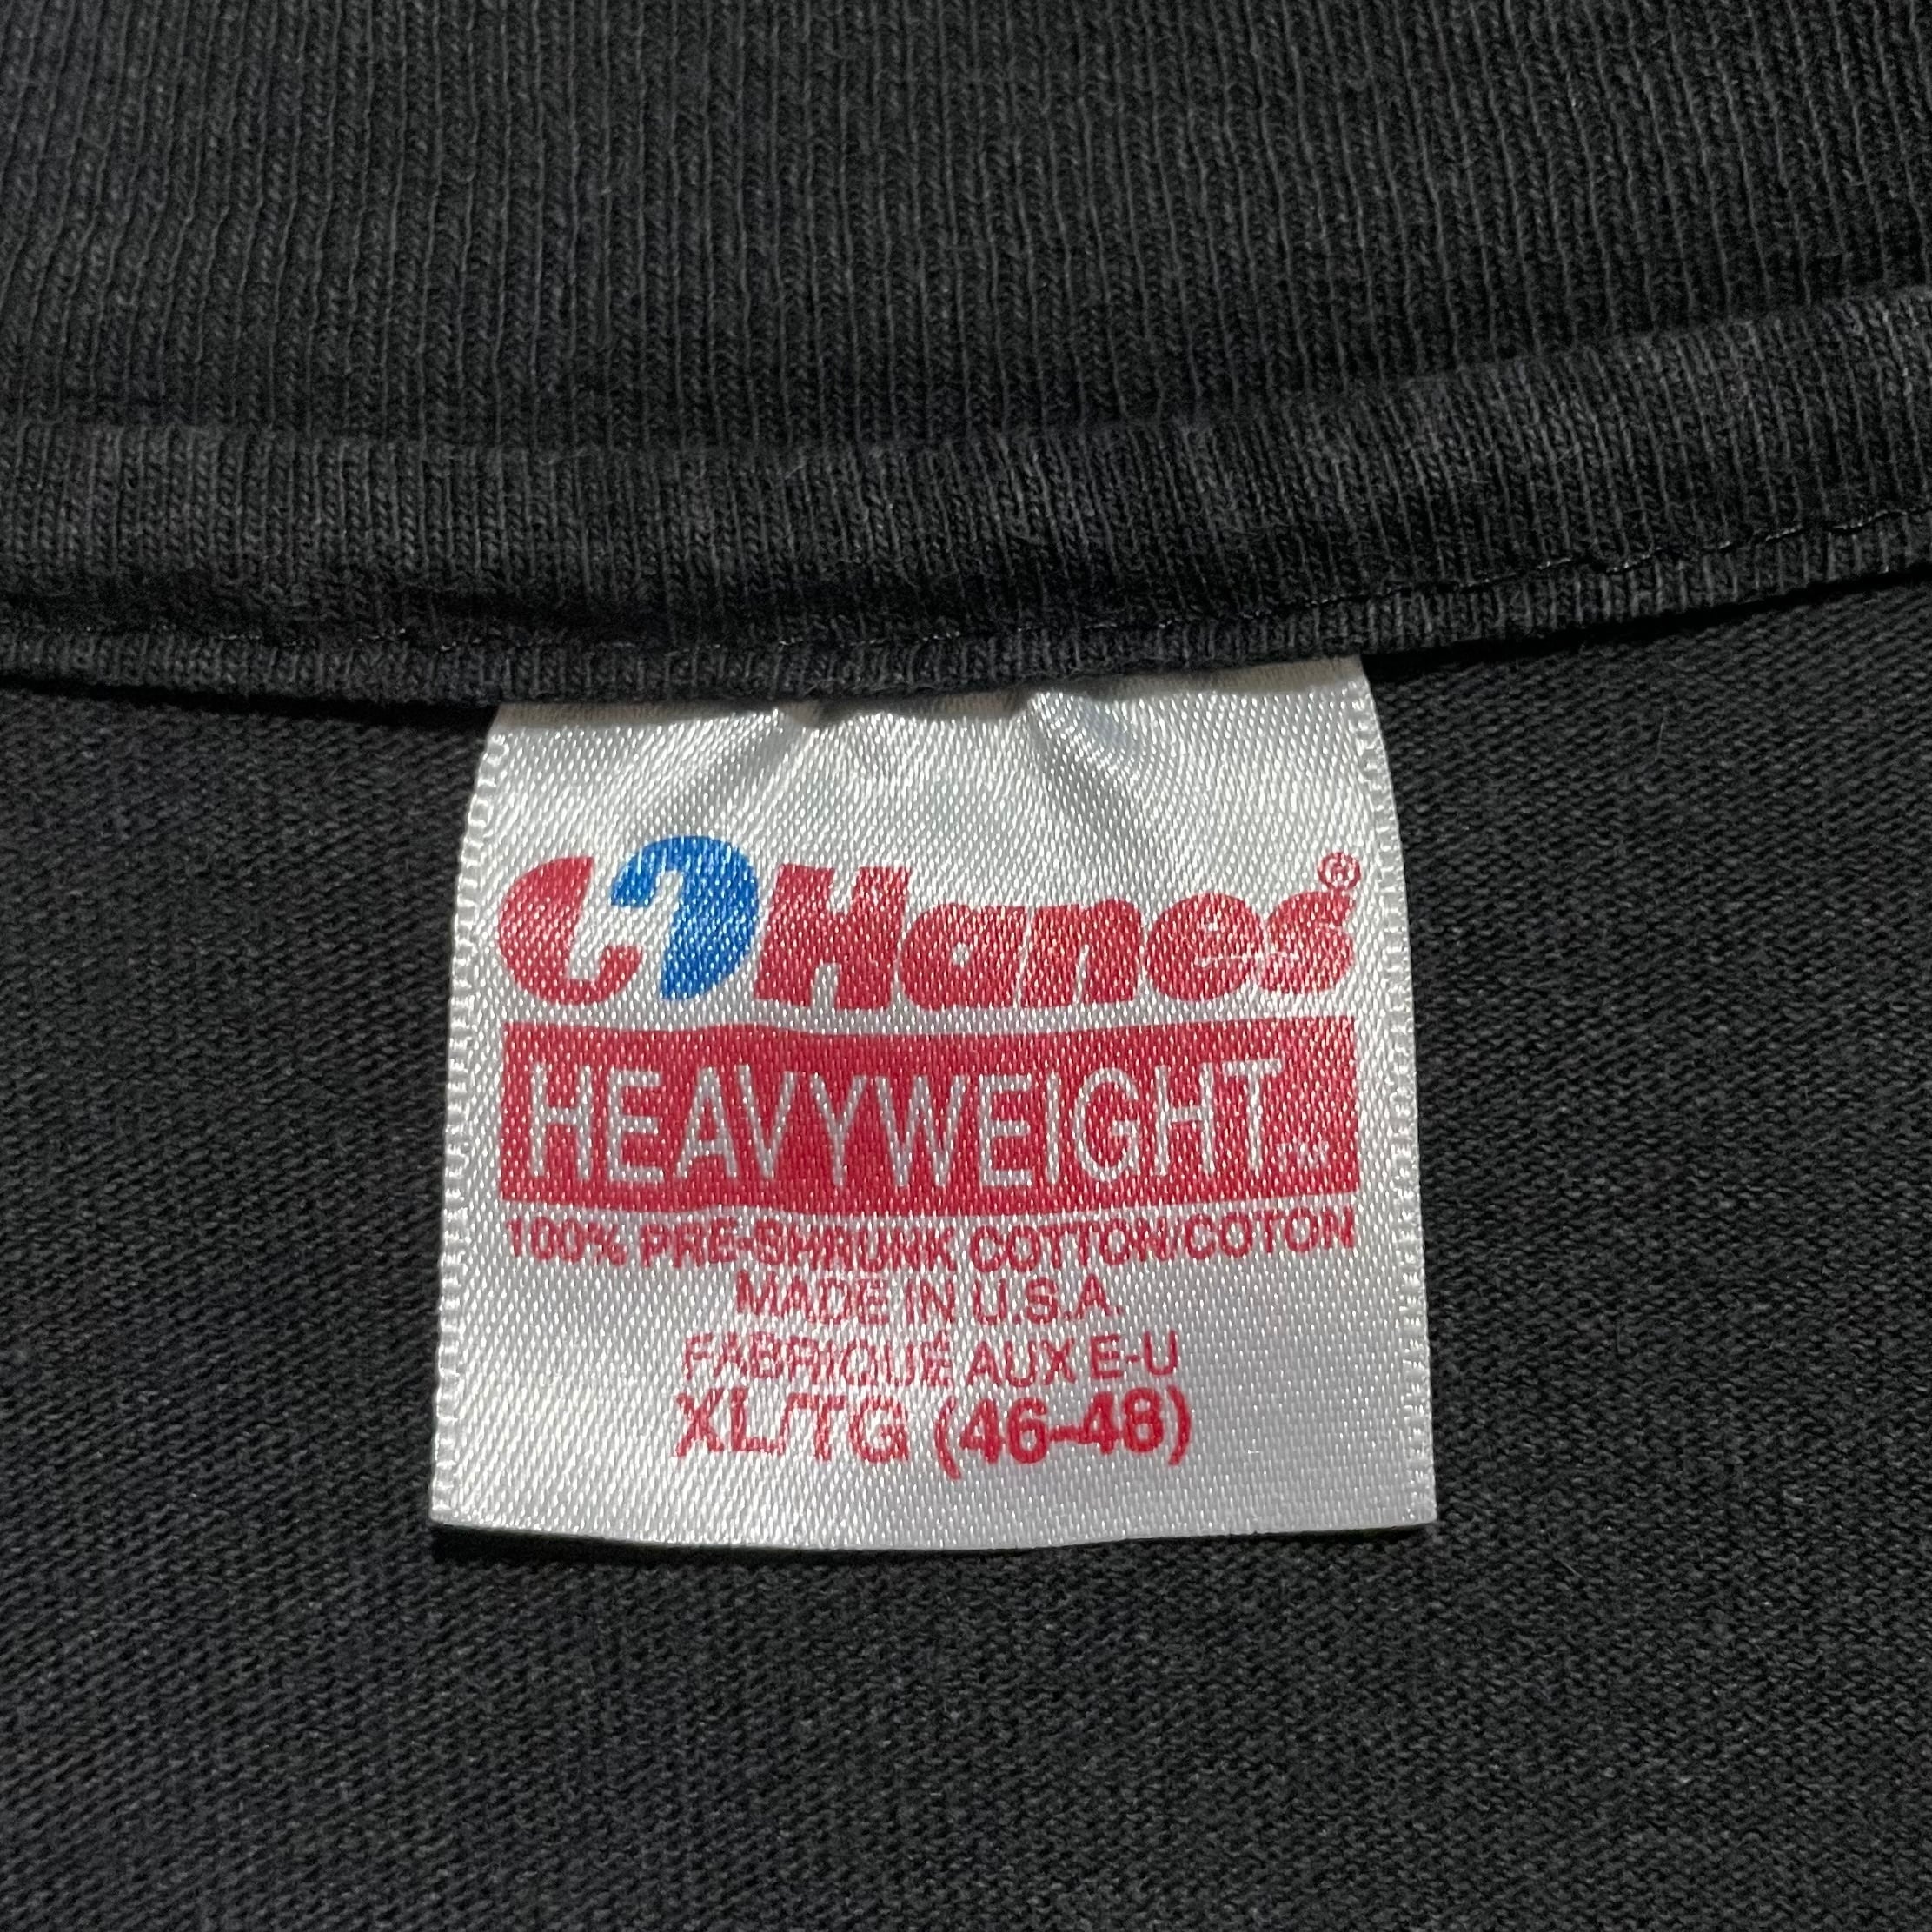 Hanes®
HEAVYWEIGHT
100% PRE-SHRUNK COTTON/COTON
MADE IN U.S.A.
FABRIQUÉ AUX E-U
XL/TG (46-48)